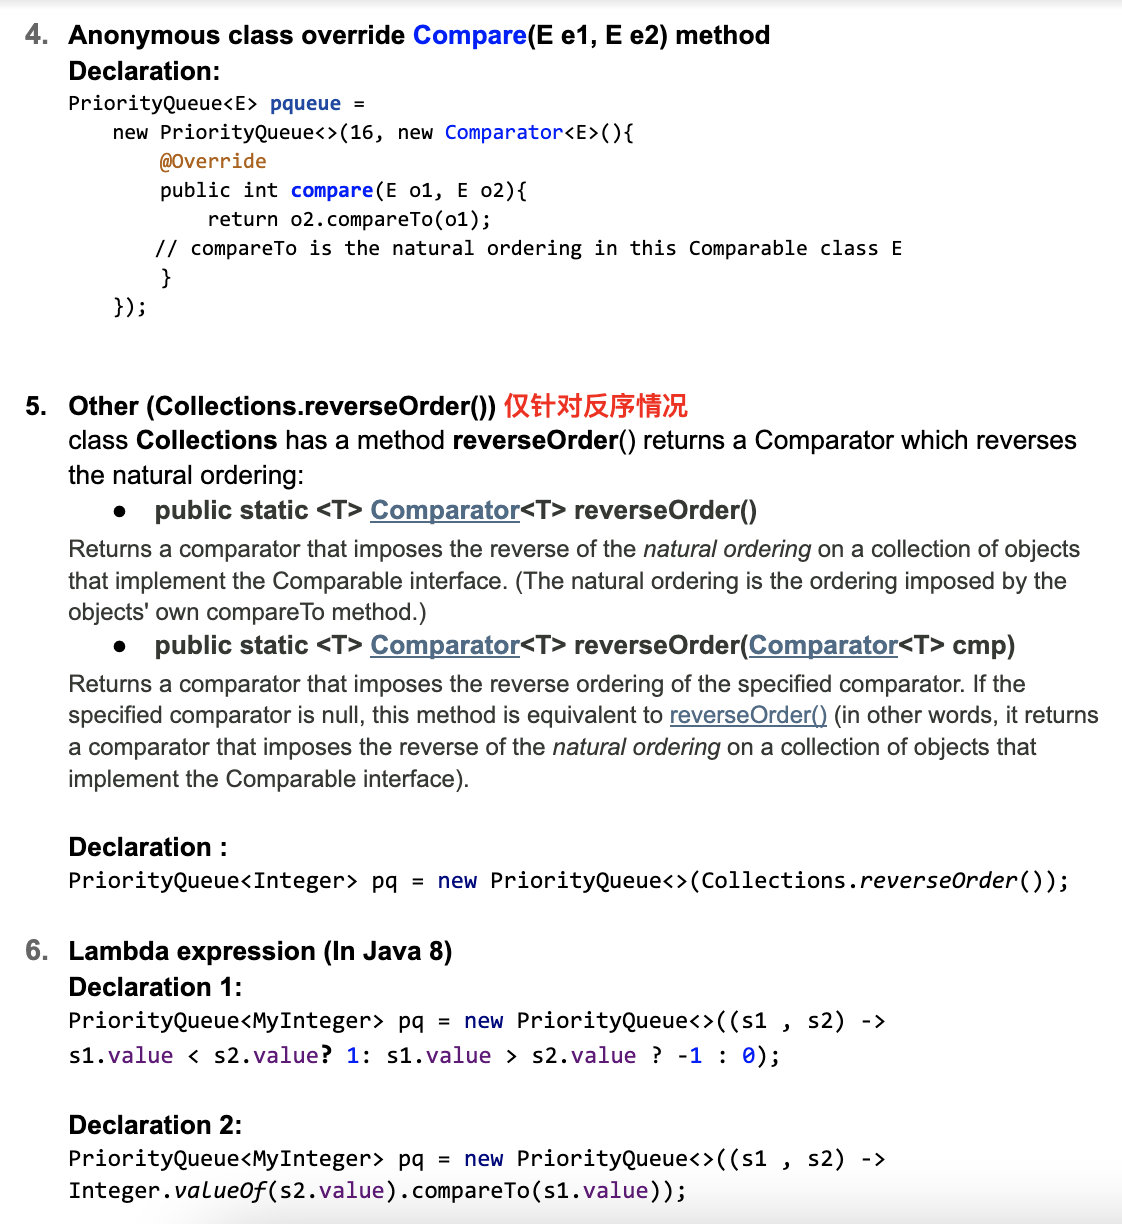 4. Anonymous class override Compare(E e1, E e2) method
Declaration:
PriorityQueue<E> pqueue =
new PriorityQueue<>(16, new Comparator<E>(){
@Override
public int compare(E o1, E o2){
return o2.compareTo(o1);
// compareTo is the natural ordering in this Comparable class E
}
});
5. Other (Collections.reverseOrder()) 仅针对反序情况
class Collections has a method reverseOrder() returns a Comparator which reverses
the natural ordering:
● public static <T> Comparator<T> reverseOrder()
Returns a comparator that imposes the reverse of the natural ordering on a collection of objects
that implement the Comparable interface. (The natural ordering is the ordering imposed by the
objects' own compareTo method.)
● public static <T> Comparator<T> reverseOrder(Comparator<T> cmp)
Returns a comparator that imposes the reverse ordering of the specified comparator. If the
specified comparator is null, this method is equivalent to reverseOrder() (in other words, it returns
a comparator that imposes the reverse of the natural ordering on a collection of objects that
implement the Comparable interface).
Declaration :
PriorityQueue<Integer> pq = new PriorityQueue<>(Collections.reverseOrder());
6. Lambda expression (In Java 8)
Declaration 1:
PriorityQueue<MyInteger> pq = new PriorityQueue<>((s1 , s2) ->
s1.value < s2.value? 1: s1.value > s2.value ? -1 : 0);
Declaration 2:
PriorityQueue<MyInteger> pq = new PriorityQueue<>((s1 , s2) ->
Integer.valueOf(s2.value).compareTo(s1.value));